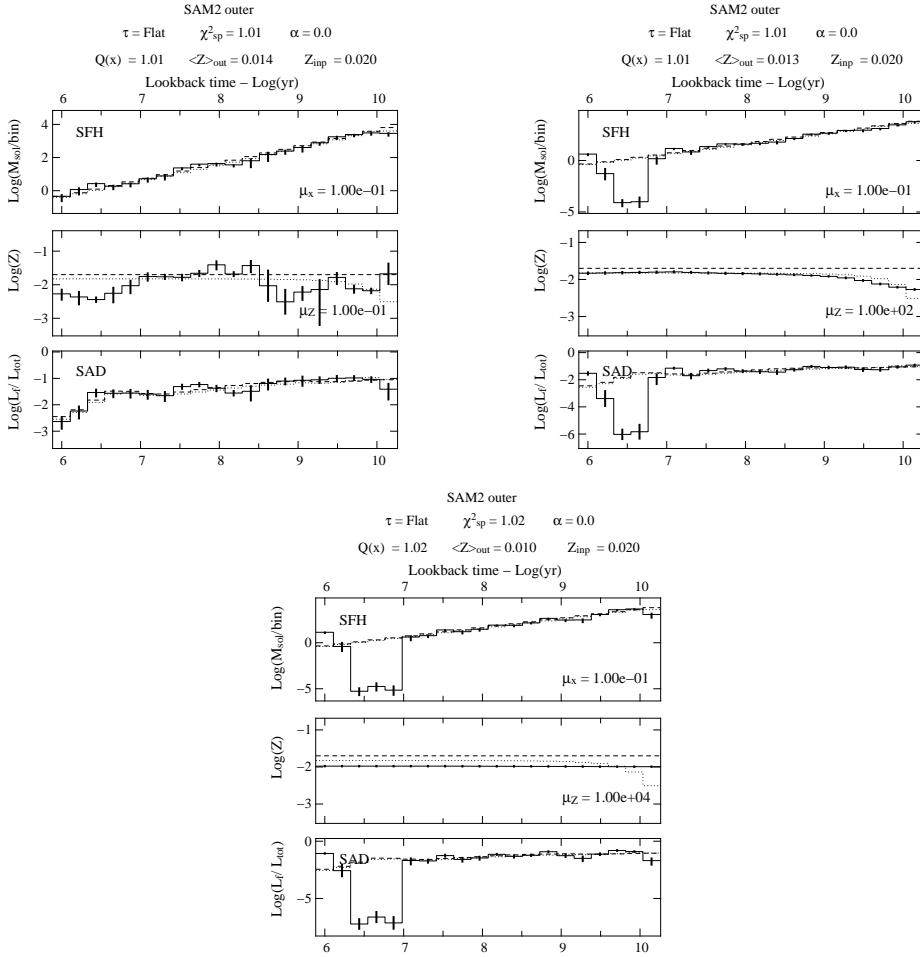 SAM2 outer
τ = Flat χ²sp = 1.01 α = 0.0
Q(x) = 1.01 <Z>out = 0.014 Zinp = 0.020
Lookback time − Log(yr)
6 7 8 9 10
SFH
Log(Msol/bin)
4
2
0
μx = 1.00e−01
Log(Z)
−1
−2
−3
μZ = 1.00e−01
SAD
Log(Lf/ Ltot)
0
−1
−2
−3
6 7 8 9 10
SAM2 outer
τ = Flat χ²sp = 1.01 α = 0.0
Q(x) = 1.01 <Z>out = 0.013 Zinp = 0.020
Lookback time − Log(yr)
6 7 8 9 10
SFH
Log(Msol/bin)
0
−5
μx = 1.00e−01
Log(Z)
−1
−2
−3
μZ = 1.00e+02
SAD
Log(Lf/ Ltot)
0
−2
−4
−6
6 7 8 9 10
SAM2 outer
τ = Flat χ²sp = 1.02 α = 0.0
Q(x) = 1.02 <Z>out = 0.010 Zinp = 0.020
Lookback time − Log(yr)
6 7 8 9 10
SFH
Log(Msol/bin)
0
−5
μx = 1.00e−01
Log(Z)
−1
−2
−3
μZ = 1.00e+04
SAD
Log(Lf/ Ltot)
0
−5
6 7 8 9 10